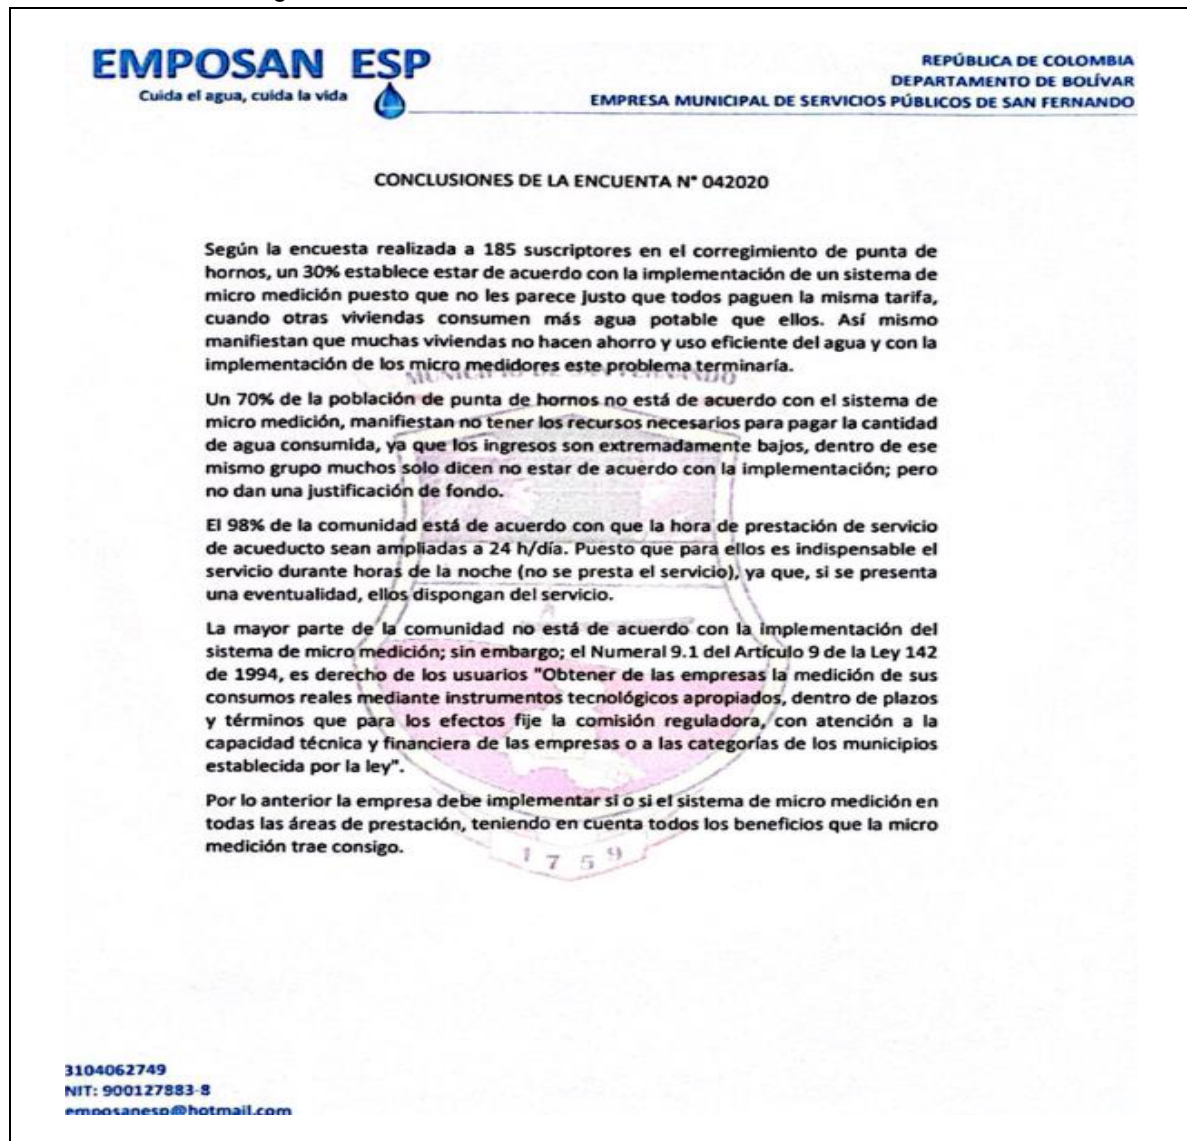 EMPOSAN ESP
Cuida el agua, cuida la vida
REPÚBLICA DE COLOMBIA
DEPARTAMENTO DE BOLÍVAR
EMPRESA MUNICIPAL DE SERVICIOS PÚBLICOS DE SAN FERNANDO
CONCLUSIONES DE LA ENCUENTA N° 042020
Según la encuesta realizada a 185 suscriptores en el corregimiento de punta de
hornos, un 30% establece estar de acuerdo con la implementación de un sistema de
micro medición puesto que no les parece justo que todos paguen la misma tarifa,
cuando otras viviendas consumen más agua potable que ellos. Así mismo
manifiestan que muchas viviendas no hacen ahorro y uso eficiente del agua y con la
implementación de los micro medidores este problema terminaría.
MUNICIPIO DE SAN FERNANDO
Un 70% de la población de punta de hornos no está de acuerdo con el sistema de
micro medición, manifiestan no tener los recursos necesarios para pagar la cantidad
de agua consumida, ya que los ingresos son extremadamente bajos, dentro de ese
mismo grupo muchos solo dicen no estar de acuerdo con la implementación; pero
no dan una justificación de fondo.
El 98% de la comunidad está de acuerdo con que la hora de prestación de servicio
de acueducto sean ampliadas a 24 h/día. Puesto que para ellos es indispensable el
servicio durante horas de la noche (no se presta el servicio), ya que, si se presenta
una eventualidad, ellos dispongan del servicio.
La mayor parte de la comunidad no está de acuerdo con la implementación del
sistema de micro medición; sin embargo; el Numeral 9.1 del Artículo 9 de la Ley 142
de 1994, es derecho de los usuarios "Obtener de las empresas la medición de sus
consumos reales mediante instrumentos tecnológicos apropiados, dentro de plazos
y términos que para los efectos fije la comisión reguladora, con atención a la
capacidad técnica y financiera de las empresas o a las categorías de los municipios
establecida por la ley".
Por lo anterior la empresa debe implementar si o si el sistema de micro medición en
todas las áreas de prestación, teniendo en cuenta todos los beneficios que la micro
medición trae consigo.
1759
3104062749
NIT: 900127883-8
emposanesp@hotmail.com